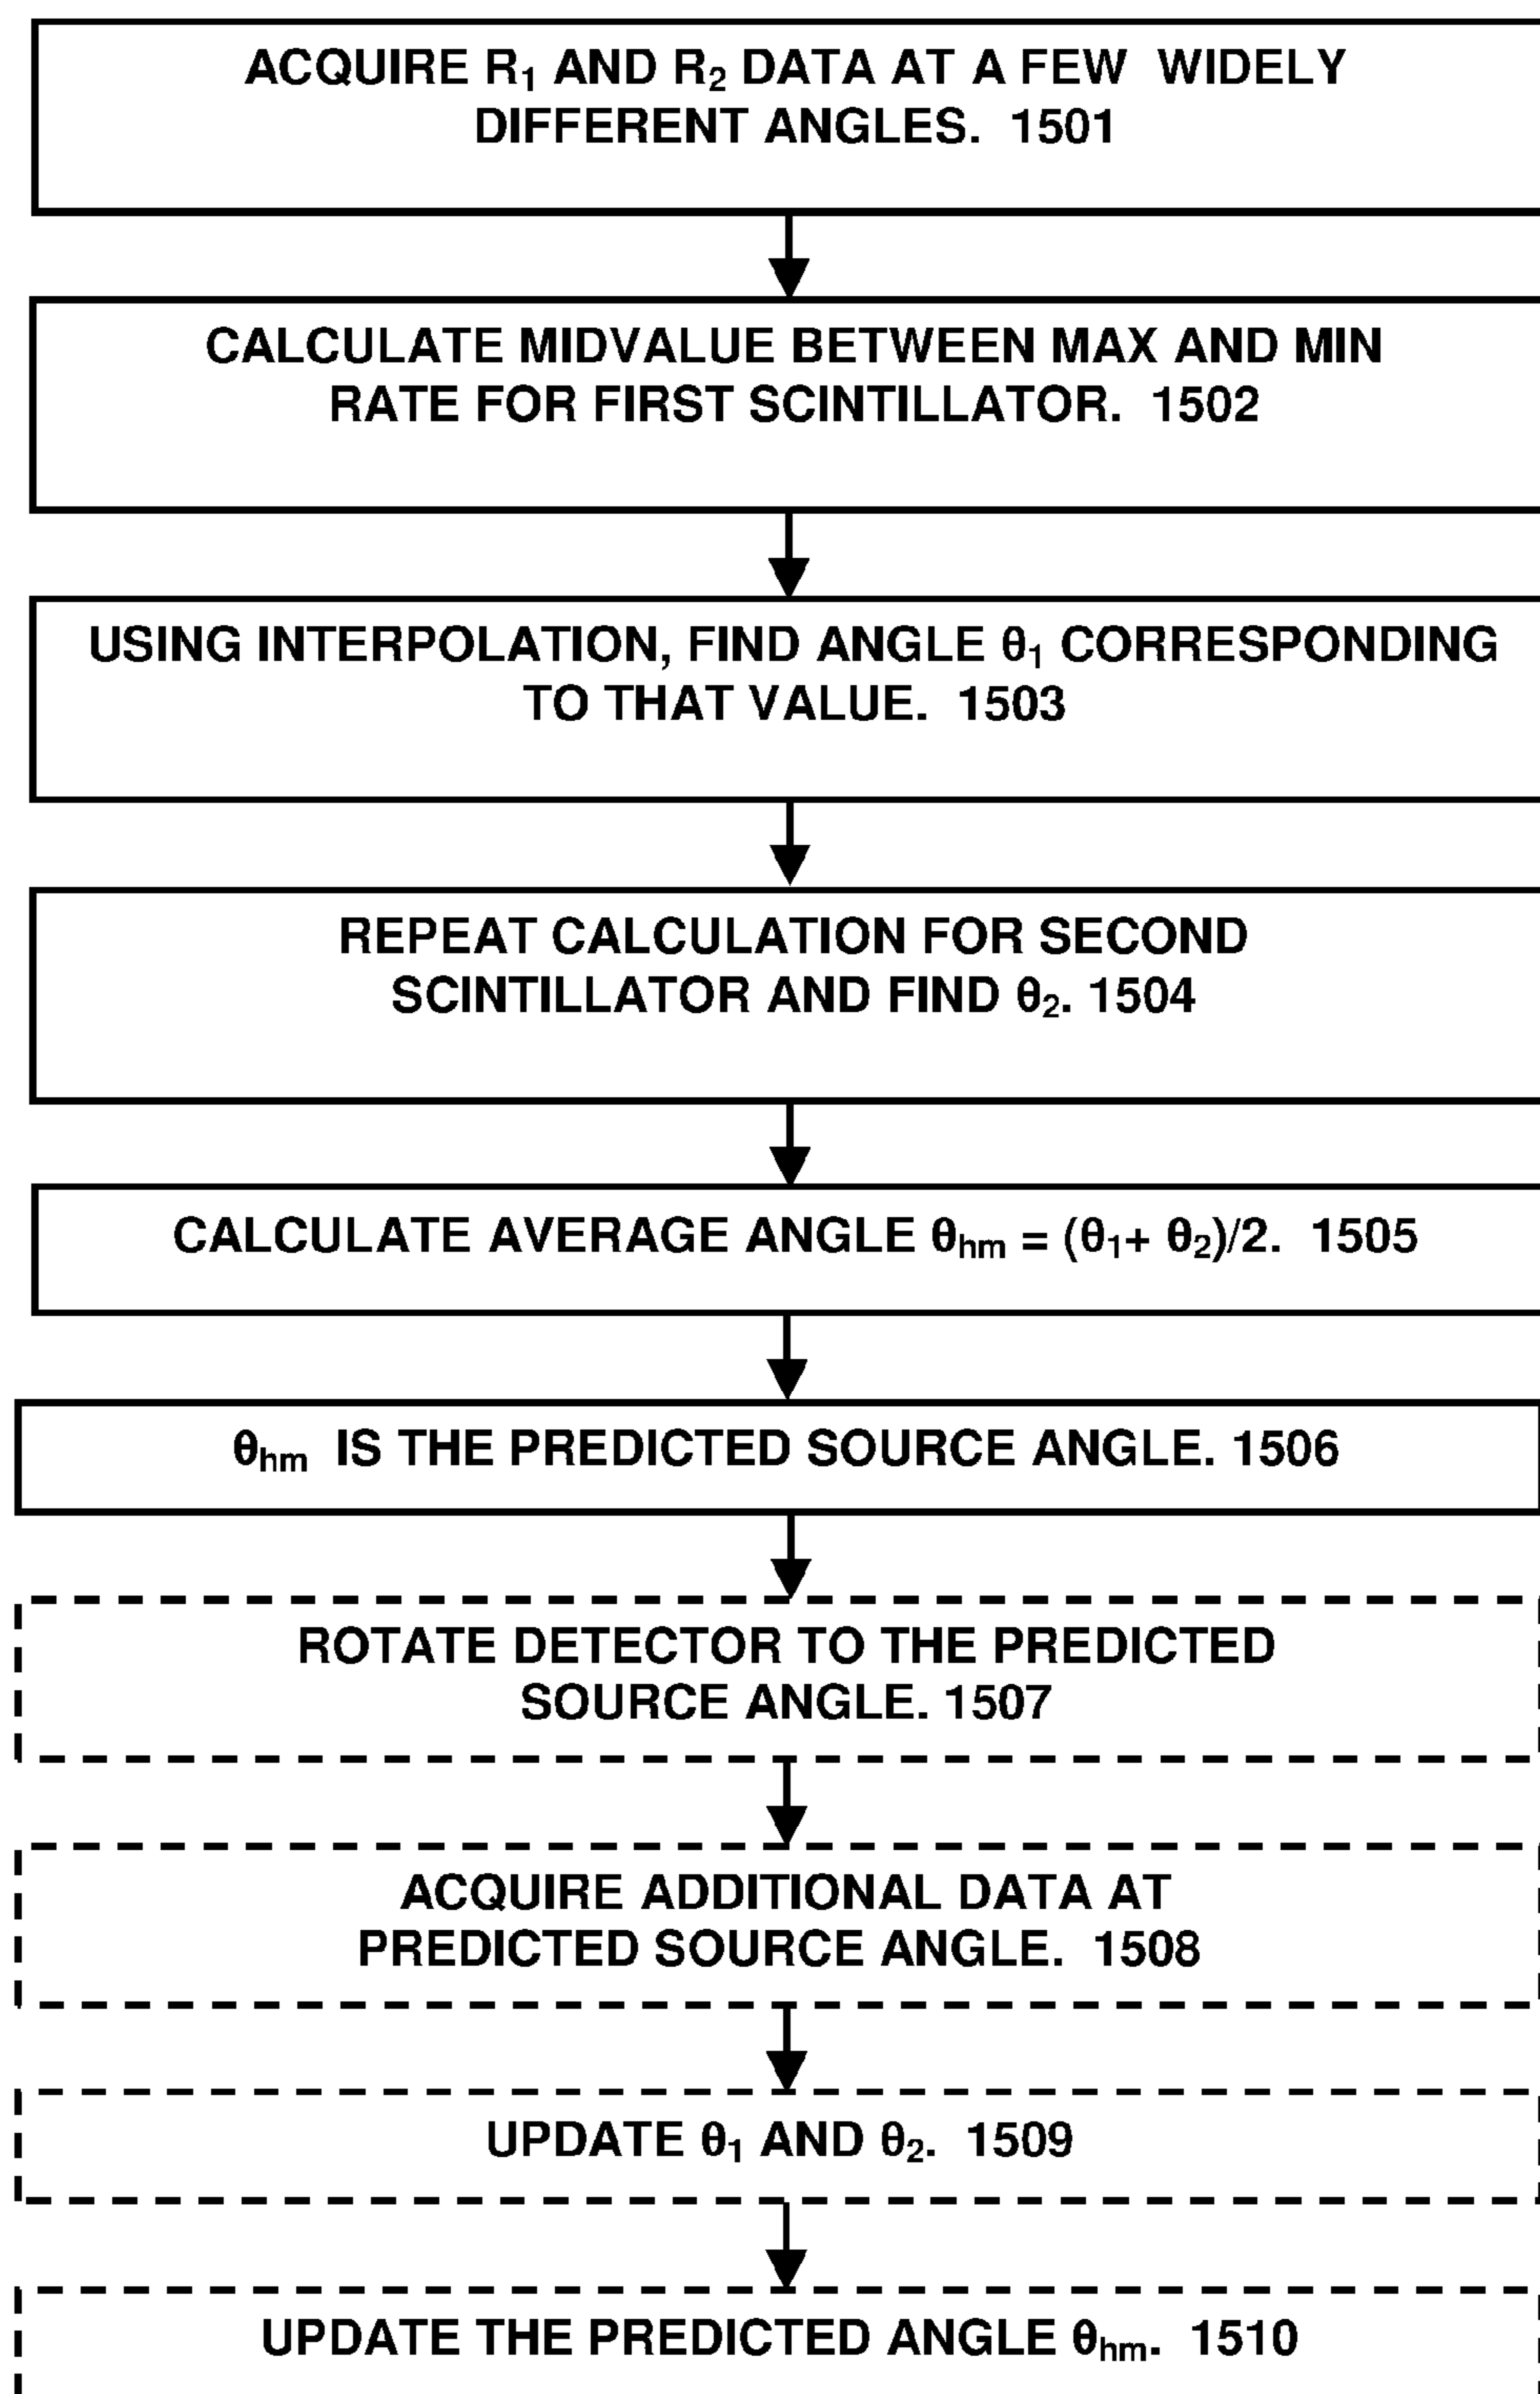 ACQUIRE R₁ AND R₂ DATA AT A FEW WIDELY
DIFFERENT ANGLES. 1501
CALCULATE MIDVALUE BETWEEN MAX AND MIN
RATE FOR FIRST SCINTILLATOR. 1502
USING INTERPOLATION, FIND ANGLE θ₁ CORRESPONDING
TO THAT VALUE. 1503
REPEAT CALCULATION FOR SECOND
SCINTILLATOR AND FIND θ₂. 1504
CALCULATE AVERAGE ANGLE θhm = (θ₁+ θ₂)/2. 1505
θhm IS THE PREDICTED SOURCE ANGLE. 1506
ROTATE DETECTOR TO THE PREDICTED
SOURCE ANGLE. 1507
ACQUIRE ADDITIONAL DATA AT
PREDICTED SOURCE ANGLE. 1508
UPDATE θ₁ AND θ₂. 1509
UPDATE THE PREDICTED ANGLE θhm. 1510